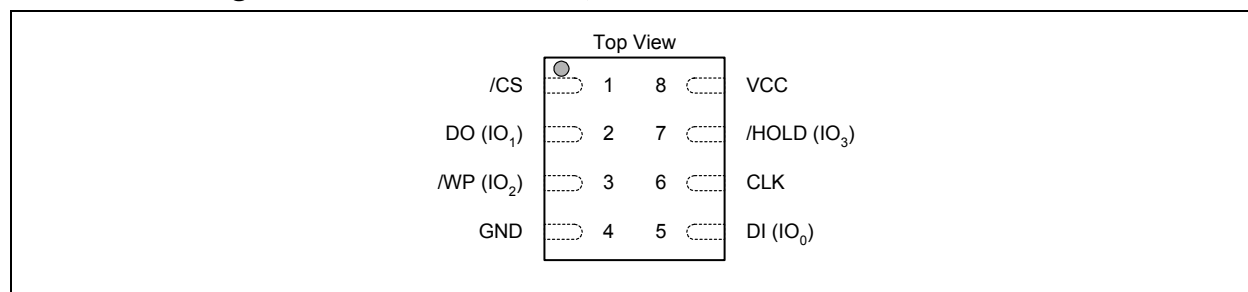 Top View
/CS 1 8 VCC
DO (IO₁) 2 7 /HOLD (IO₃)
/WP (IO₂) 3 6 CLK
GND 4 5 DI (IO₀)